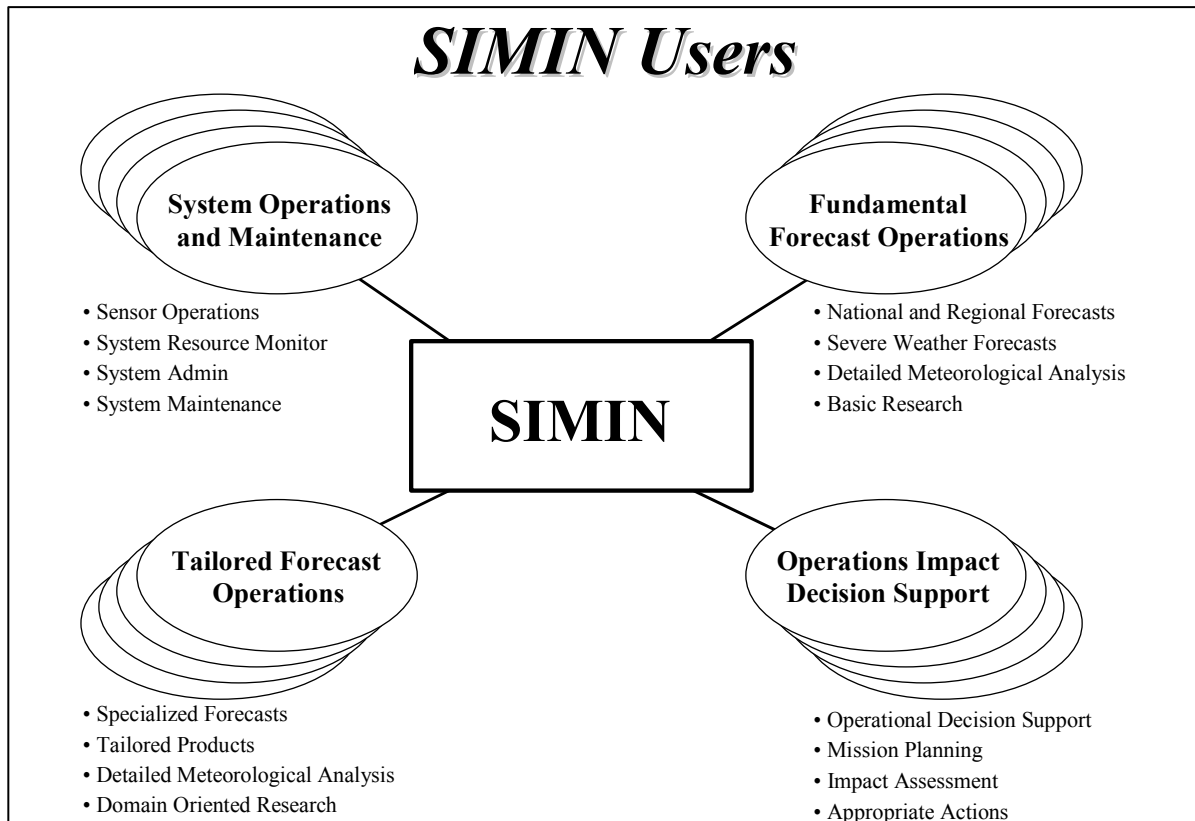 SIMIN Users
System Operations
and Maintenance
• Sensor Operations
• System Resource Monitor
• System Admin
• System Maintenance
Fundamental
Forecast Operations
• National and Regional Forecasts
• Severe Weather Forecasts
• Detailed Meteorological Analysis
• Basic Research
SIMIN
Tailored Forecast
Operations
• Specialized Forecasts
• Tailored Products
• Detailed Meteorological Analysis
• Domain Oriented Research
Operations Impact
Decision Support
• Operational Decision Support
• Mission Planning
• Impact Assessment
• Appropriate Actions